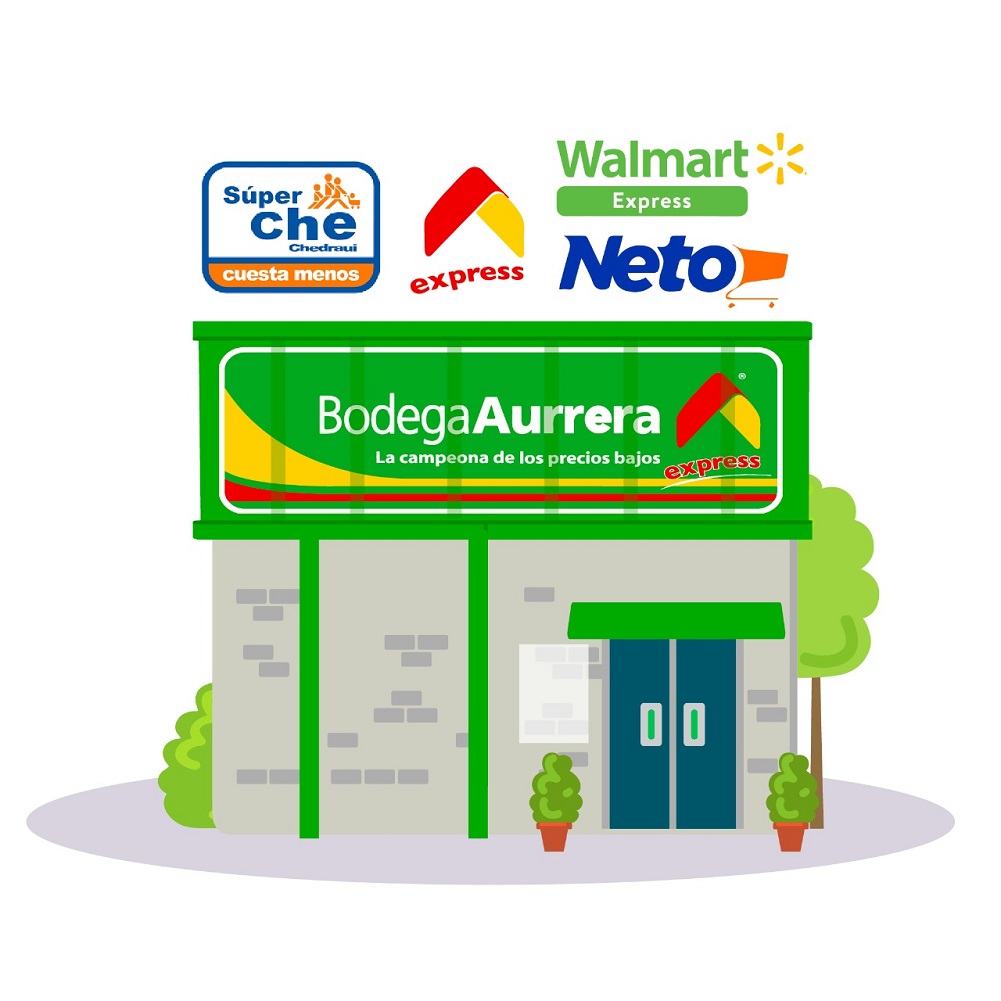 Súper
che
Chedraui
cuesta menos
express
Walmart
Express
Neto
BodegaAurrera
®
La campeona de los precios bajos
express